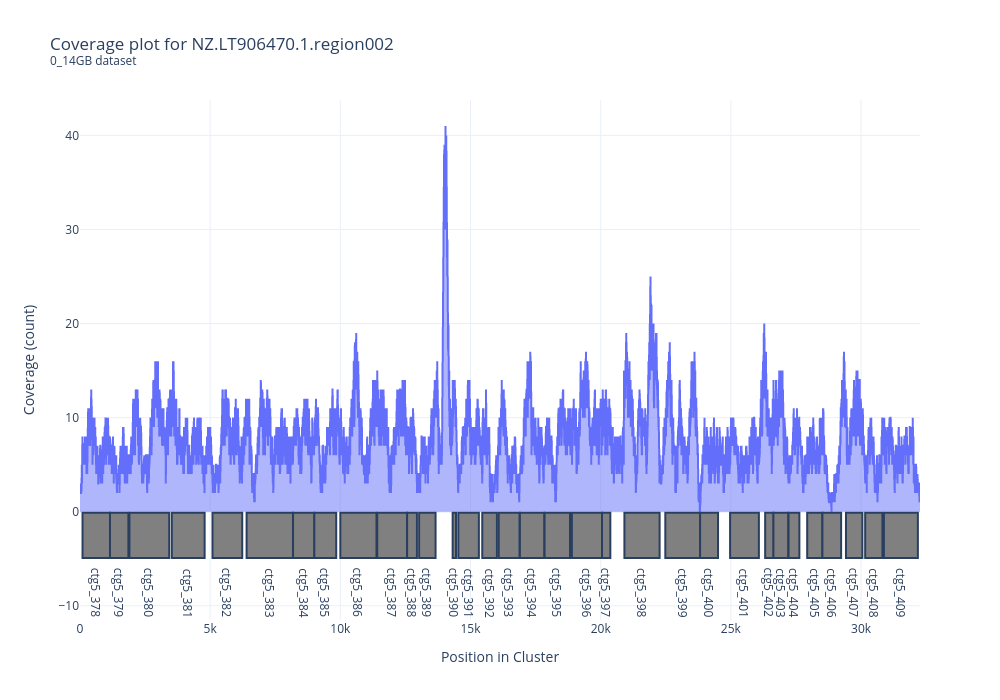 Coverage plot for NZ.LT906470.1.region002
0_14GB dataset
Coverage (count)
40
30
20
10
0
−10
ctg5_378
ctg5_379
ctg5_380
ctg5_381
ctg5_382
ctg5_383
ctg5_384
ctg5_385
ctg5_386
ctg5_387
ctg5_388
ctg5_389
ctg5_390
ctg5_391
ctg5_392
ctg5_393
ctg5_394
ctg5_395
ctg5_396
ctg5_397
ctg5_398
ctg5_399
ctg5_400
ctg5_401
ctg5_402
ctg5_403
ctg5_404
ctg5_405
ctg5_406
ctg5_407
ctg5_408
ctg5_409
0
5k
10k
15k
20k
25k
30k
Position in Cluster